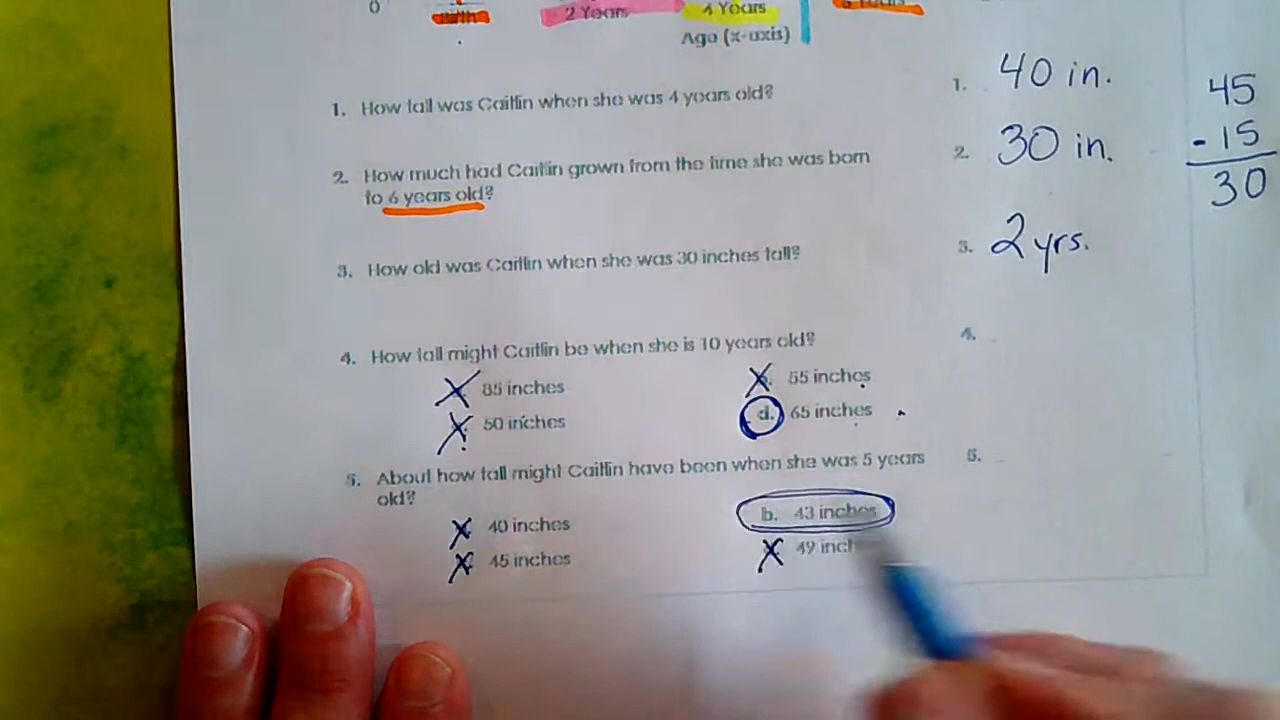 0
2 Years 4 Years
Age (x-axis)
1. How tall was Caitlin when she was 4 years old? 1. 40 in.
2. How much had Caitlin grown from the time she was born 2. 30 in.
to 6 years old?
45
- 15
30
3. How old was Caitlin when she was 30 inches tall? 3. 2 yrs.
4. How tall might Caitlin be when she is 10 years old? 4.
85 inches 55 inches
50 inches d. 65 inches
5. About how tall might Caitlin have been when she was 5 years 5.
old?
40 inches b. 43 inches
45 inches 49